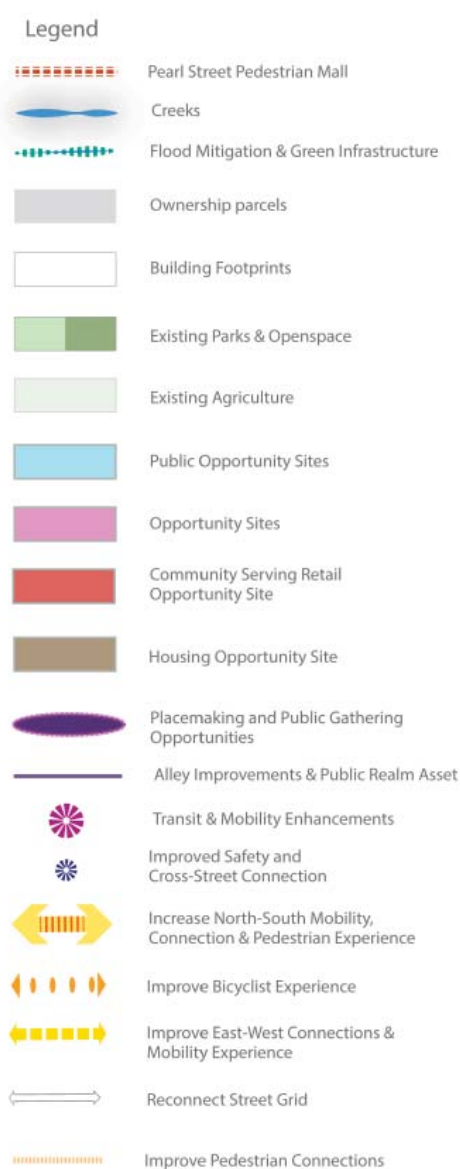 Legend
Pearl Street Pedestrian Mall
Creeks
Flood Mitigation & Green Infrastructure
Ownership parcels
Building Footprints
Existing Parks & Openspace
Existing Agriculture
Public Opportunity Sites
Opportunity Sites
Community Serving Retail
Opportunity Site
Housing Opportunity Site
Placemaking and Public Gathering
Opportunities
Alley Improvements & Public Realm Asset
Transit & Mobility Enhancements
Improved Safety and
Cross-Street Connection
Increase North-South Mobility,
Connection & Pedestrian Experience
Improve Bicyclist Experience
Improve East-West Connections &
Mobility Experience
Reconnect Street Grid
Improve Pedestrian Connections